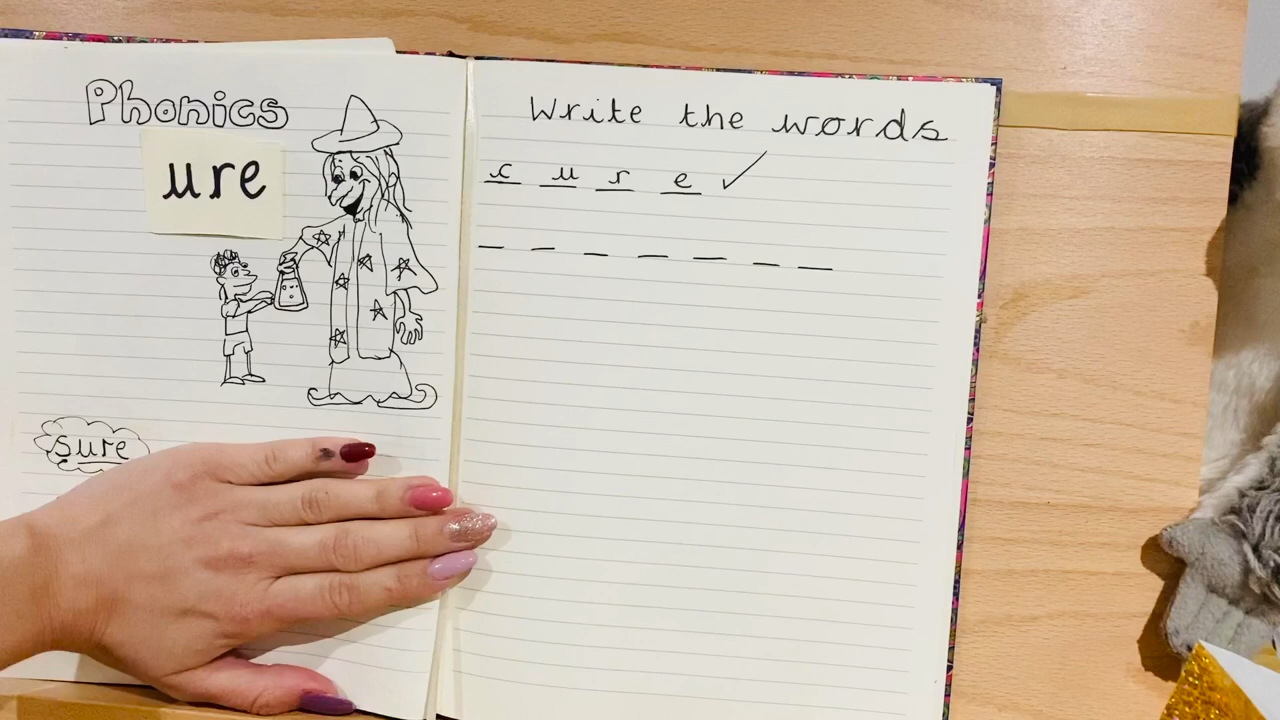 Phonics
ure
sure
Write the words
c u r e ✓